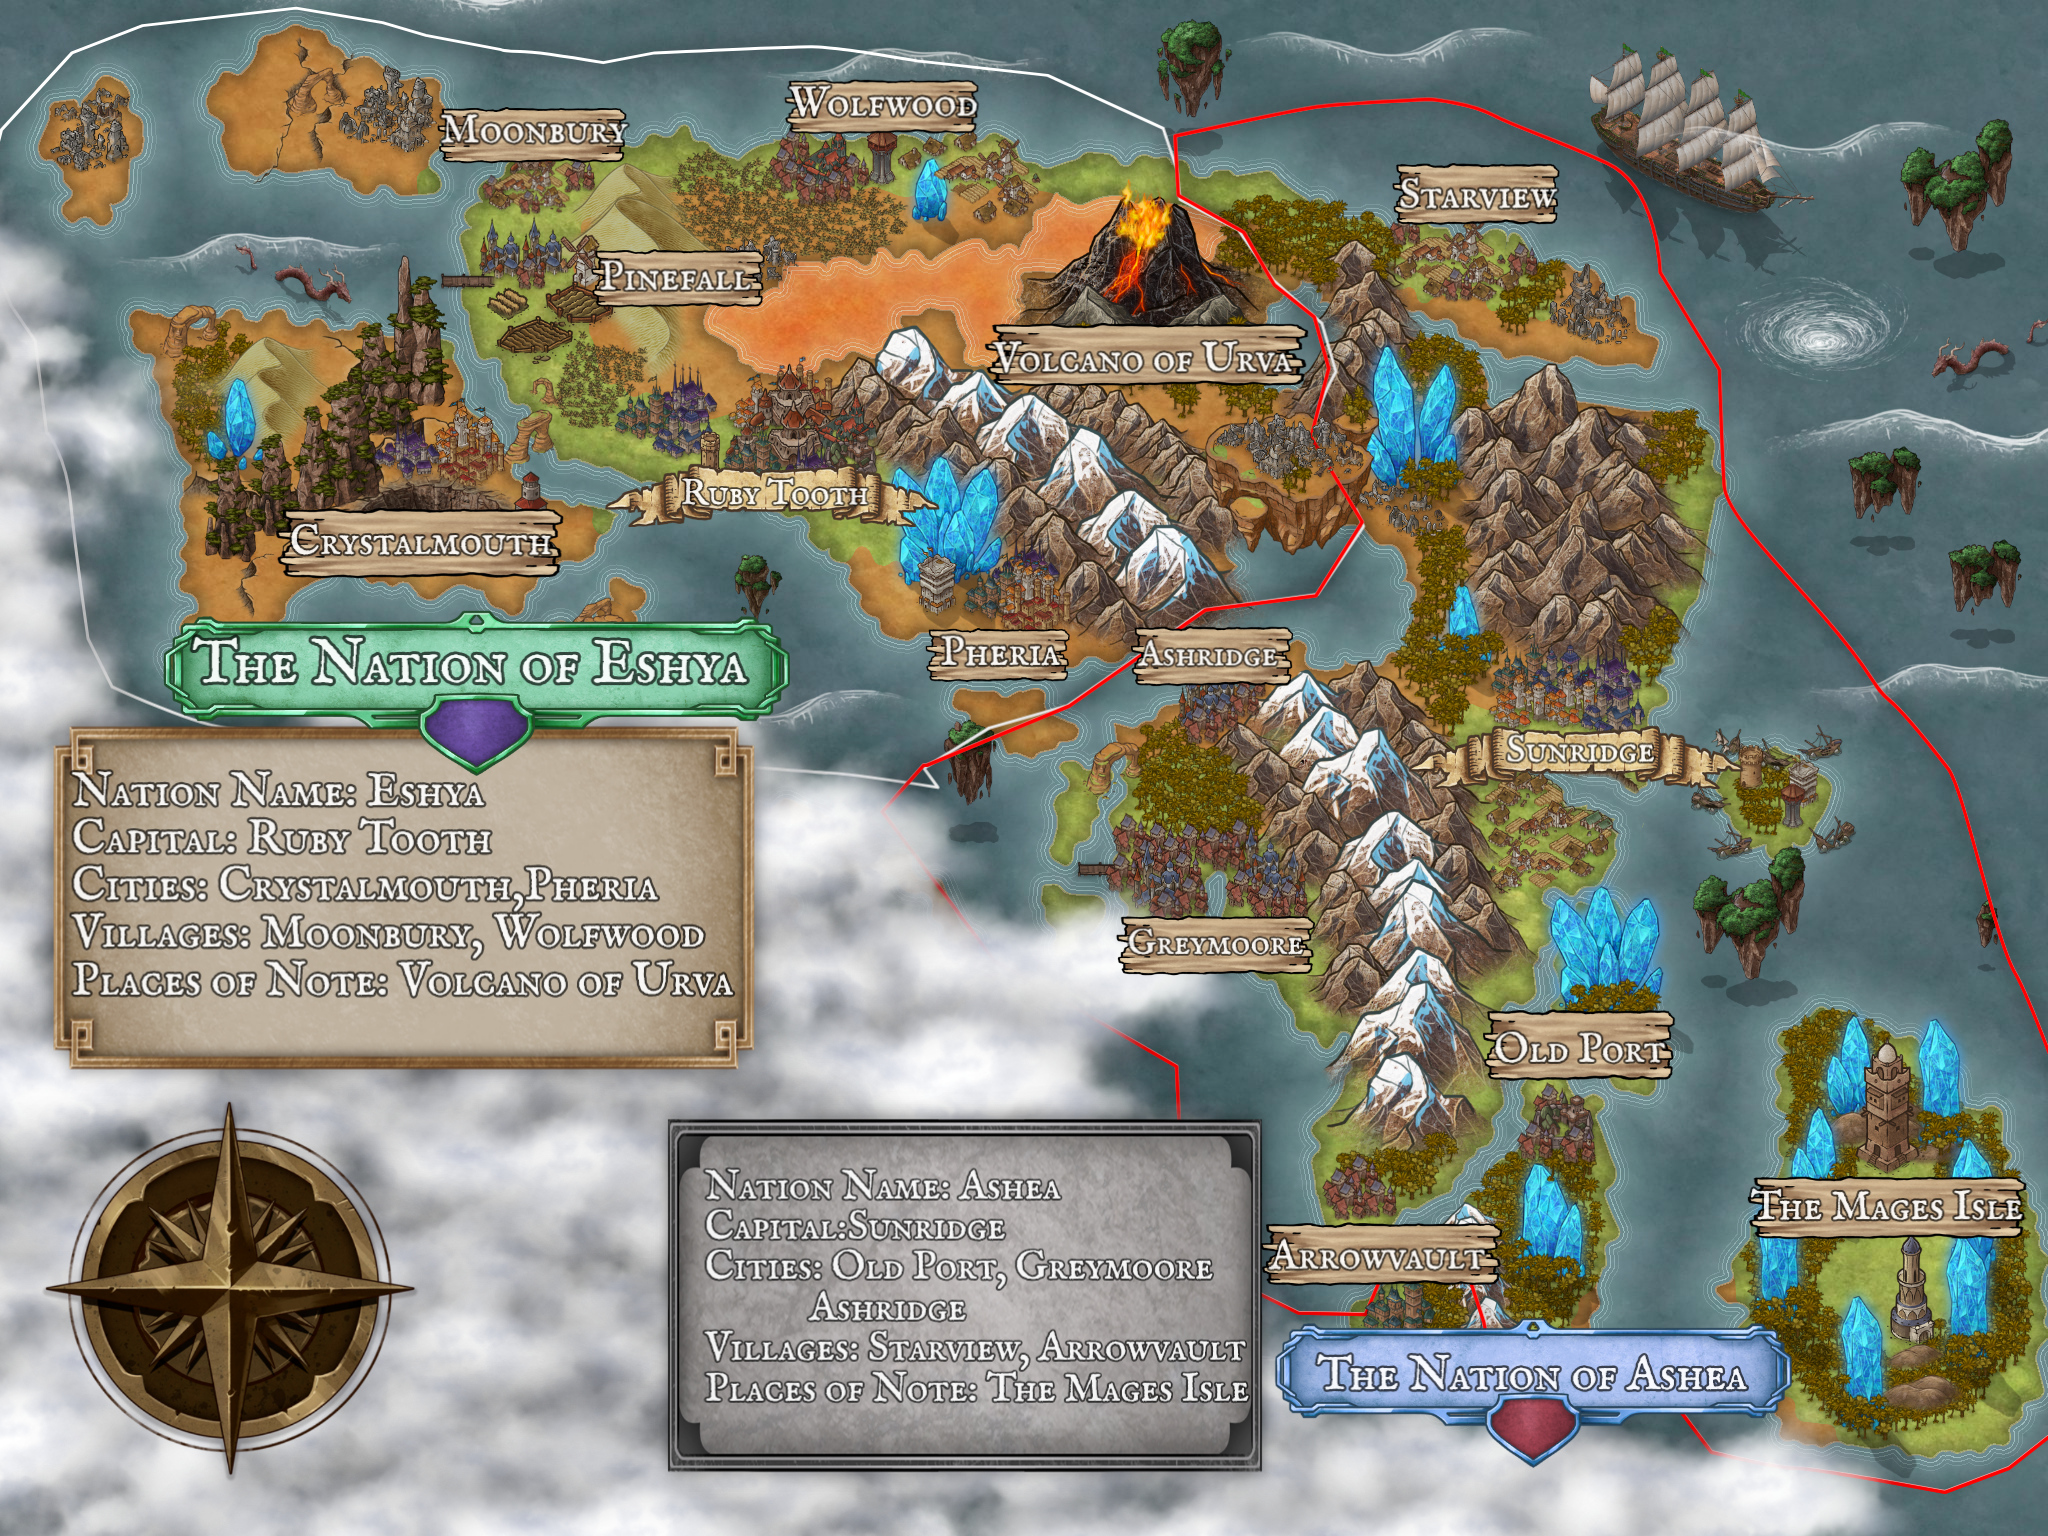 Wolfwood
Moonbury
Starview
Pinefall
Volcano of Urva
Ruby Tooth
Crystalmouth
Pheria
Ashridge
The Nation of Eshya
Sunridge
Nation Name: Eshya
Capital: Ruby Tooth
Cities: Crystalmouth,Pheria
Villages: Moonbury, Wolfwood
Places of Note: Volcano of Urva
Greymoore
Old Port
The Mages Isle
Arrowvault
Nation Name: Ashea
Capital:Sunridge
Cities: Old Port, Greymoore
Ashridge
Villages: Starview, Arrowvault
Places of Note: The Mages Isle
The Nation of Ashea